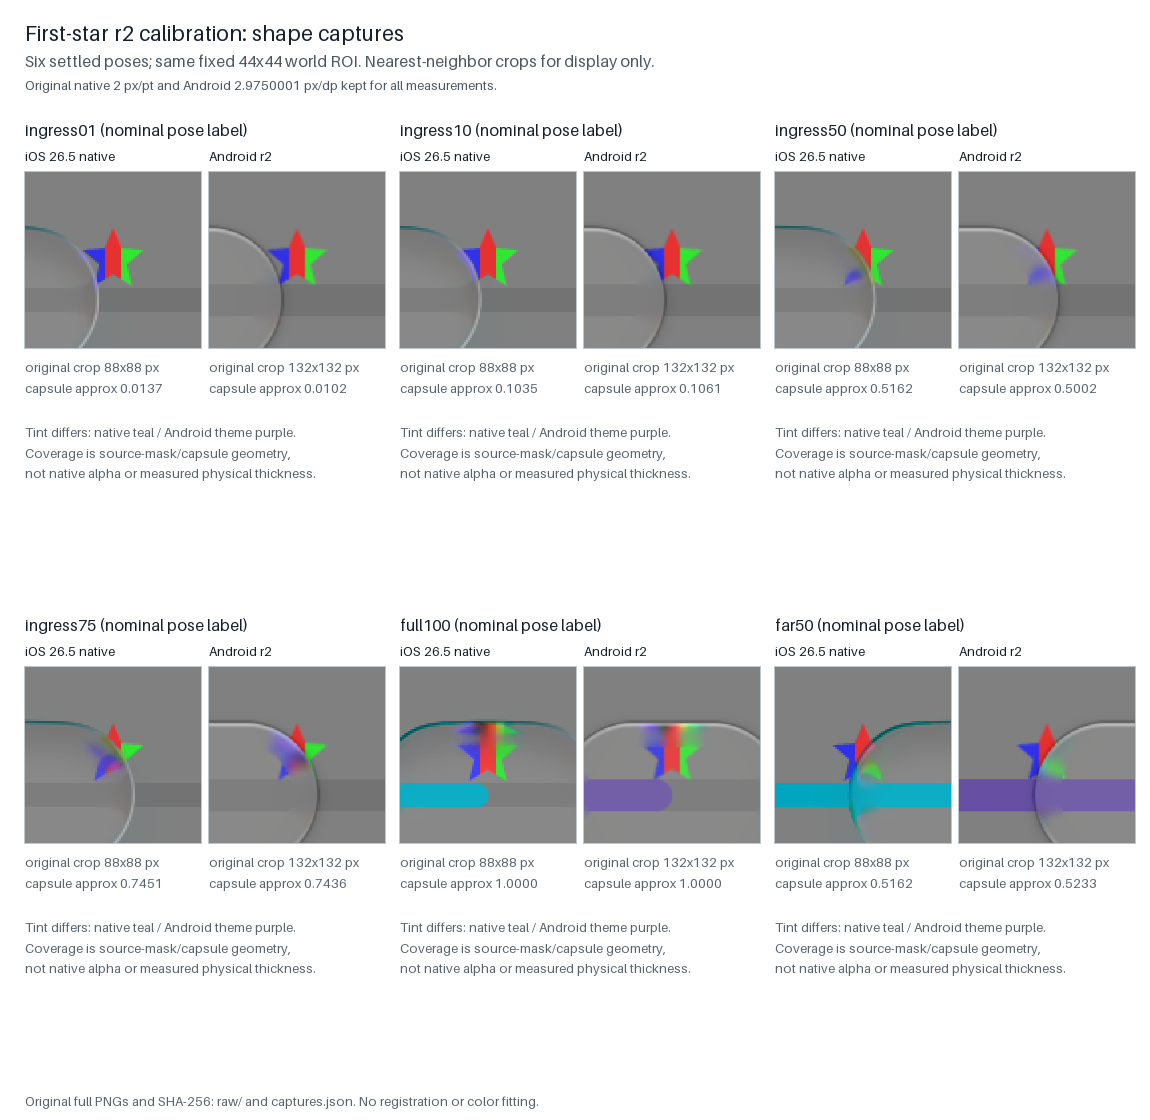 First-star r2 calibration: shape captures
Six settled poses; same fixed 44x44 world ROI. Nearest-neighbor crops for display only.
Original native 2 px/pt and Android 2.9750001 px/dp kept for all measurements.
ingress01 (nominal pose label)
iOS 26.5 native
Android r2
original crop 88x88 px
capsule approx 0.0137
original crop 132x132 px
capsule approx 0.0102
Tint differs: native teal / Android theme purple.
Coverage is source-mask/capsule geometry,
not native alpha or measured physical thickness.
ingress10 (nominal pose label)
iOS 26.5 native
Android r2
original crop 88x88 px
capsule approx 0.1035
original crop 132x132 px
capsule approx 0.1061
Tint differs: native teal / Android theme purple.
Coverage is source-mask/capsule geometry,
not native alpha or measured physical thickness.
ingress50 (nominal pose label)
iOS 26.5 native
Android r2
original crop 88x88 px
capsule approx 0.5162
original crop 132x132 px
capsule approx 0.5002
Tint differs: native teal / Android theme purple.
Coverage is source-mask/capsule geometry,
not native alpha or measured physical thickness.
ingress75 (nominal pose label)
iOS 26.5 native
Android r2
original crop 88x88 px
capsule approx 0.7451
original crop 132x132 px
capsule approx 0.7436
Tint differs: native teal / Android theme purple.
Coverage is source-mask/capsule geometry,
not native alpha or measured physical thickness.
full100 (nominal pose label)
iOS 26.5 native
Android r2
original crop 88x88 px
capsule approx 1.0000
original crop 132x132 px
capsule approx 1.0000
Tint differs: native teal / Android theme purple.
Coverage is source-mask/capsule geometry,
not native alpha or measured physical thickness.
far50 (nominal pose label)
iOS 26.5 native
Android r2
original crop 88x88 px
capsule approx 0.5162
original crop 132x132 px
capsule approx 0.5233
Tint differs: native teal / Android theme purple.
Coverage is source-mask/capsule geometry,
not native alpha or measured physical thickness.
Original full PNGs and SHA-256: raw/ and captures.json. No registration or color fitting.